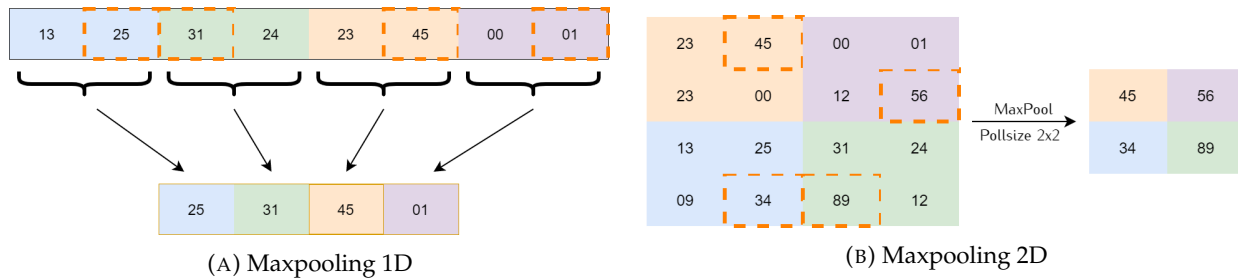 13 25 31 24 23 45 00 01
25 31 45 01
(A) Maxpooling 1D
23 45 00 01
23 00 12 56
13 25 31 24
09 34 89 12
MaxPool
Pollsize 2x2
45 56
34 89
(B) Maxpooling 2D